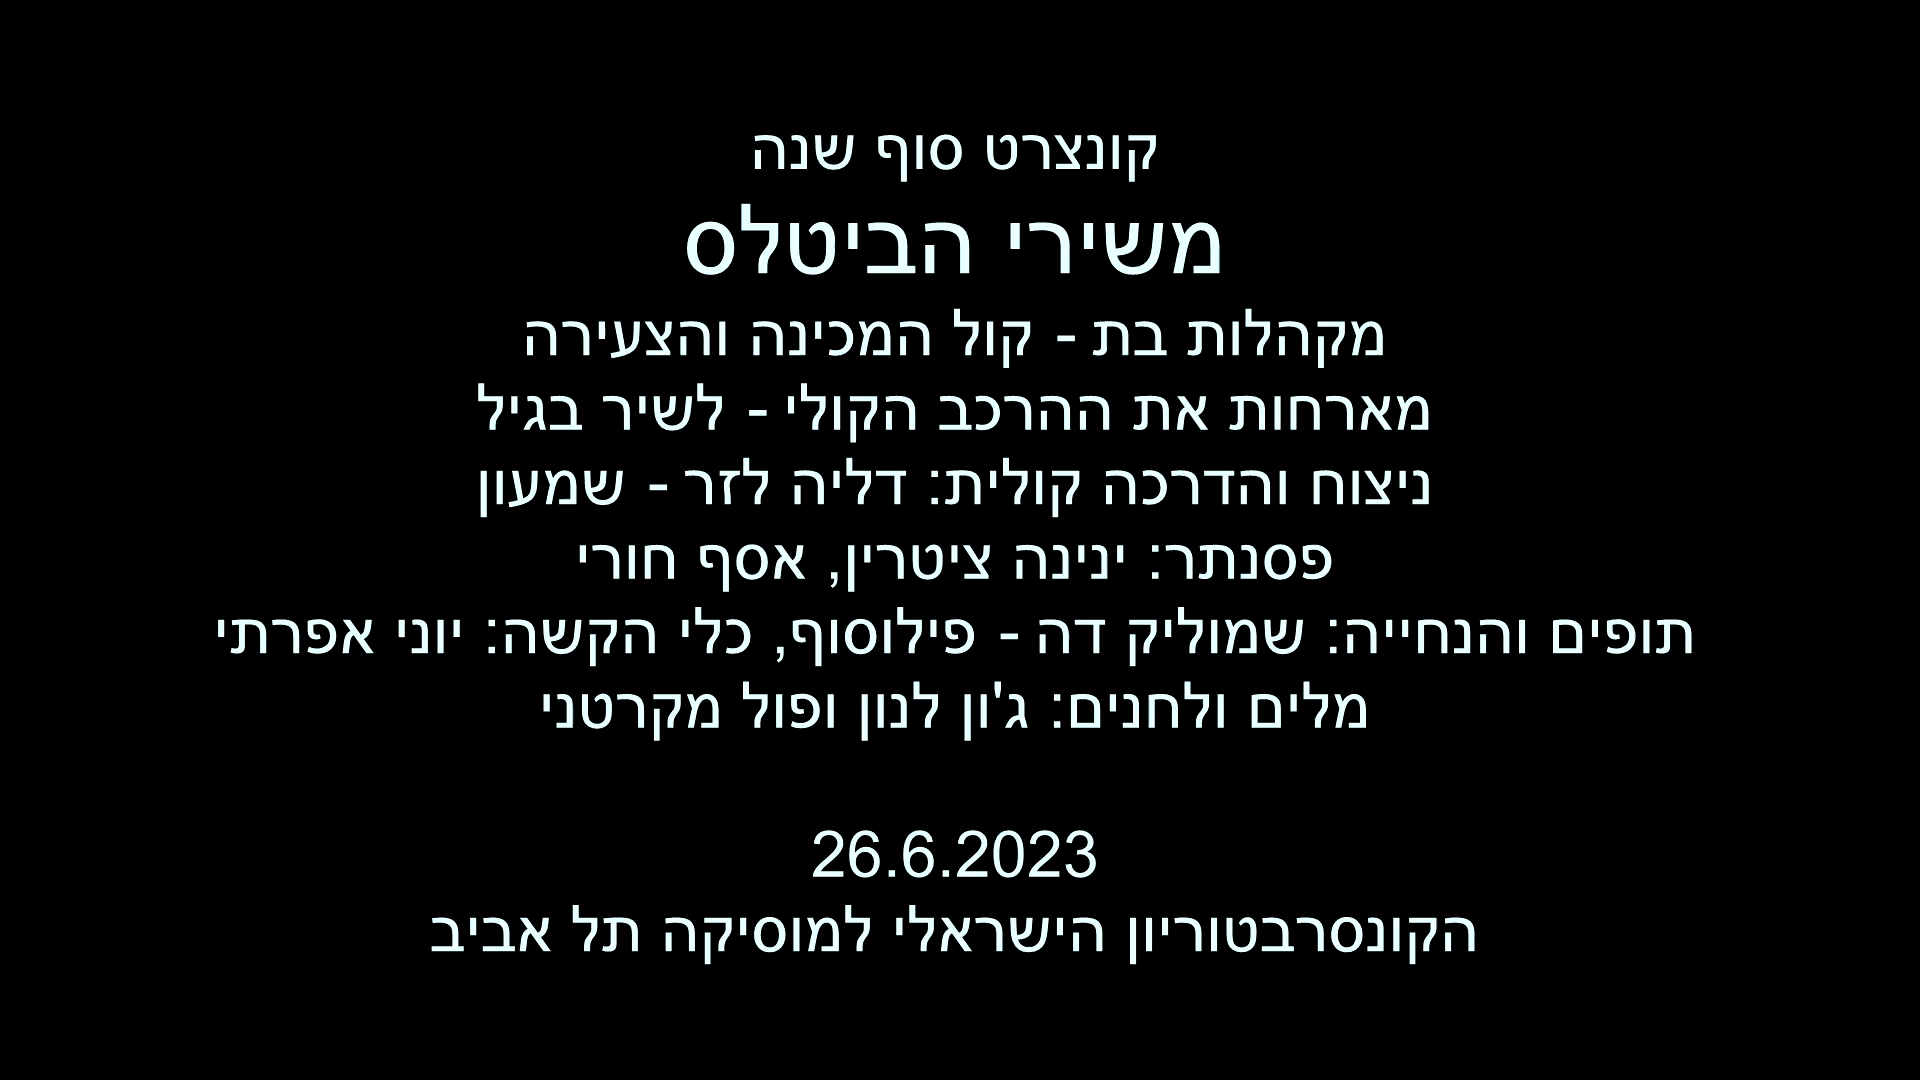 קונצרט סוף שנה
משירי הביטלס
מקהלות בת - קול המכינה והצעירה
מארחות את ההרכב הקולי - לשיר בגיל
ניצוח והדרכה קולית: דליה לזר - שמעון
פסנתר: ינינה ציטרין, אסף חורי
תופים והנחייה: שמוליק דה - פילוסוף, כלי הקשה: יוני אפרתי
מלים ולחנים: ג'ון לנון ופול מקרטני
26.6.2023
הקונסרבטוריון הישראלי למוסיקה תל אביב